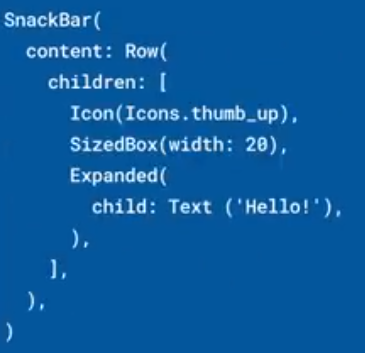 SnackBar(
  content: Row(
    children: [
      Icon(Icons.thumb_up),
      SizedBox(width: 20),
      Expanded(
        child: Text ('Hello!'),
      ),
    ],
  ),
)